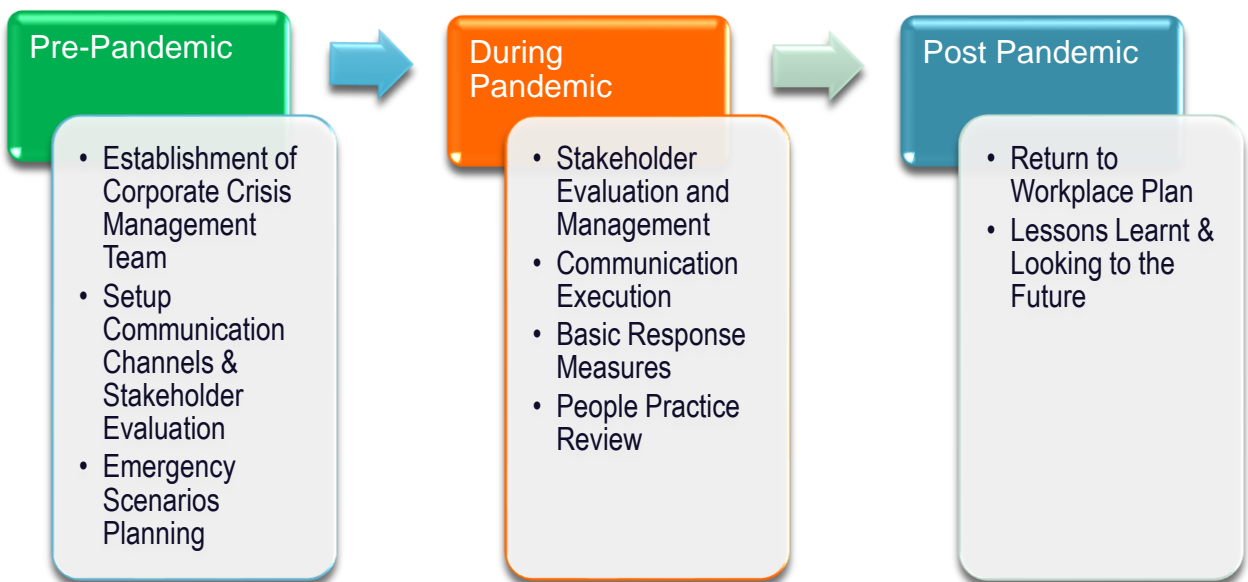 Pre-Pandemic
• Establishment of
Corporate Crisis
Management
Team
• Setup
Communication
Channels &
Stakeholder
Evaluation
• Emergency
Scenarios
Planning
During
Pandemic
• Stakeholder
Evaluation and
Management
• Communication
Execution
• Basic Response
Measures
• People Practice
Review
Post Pandemic
• Return to
Workplace Plan
• Lessons Learnt &
Looking to the
Future